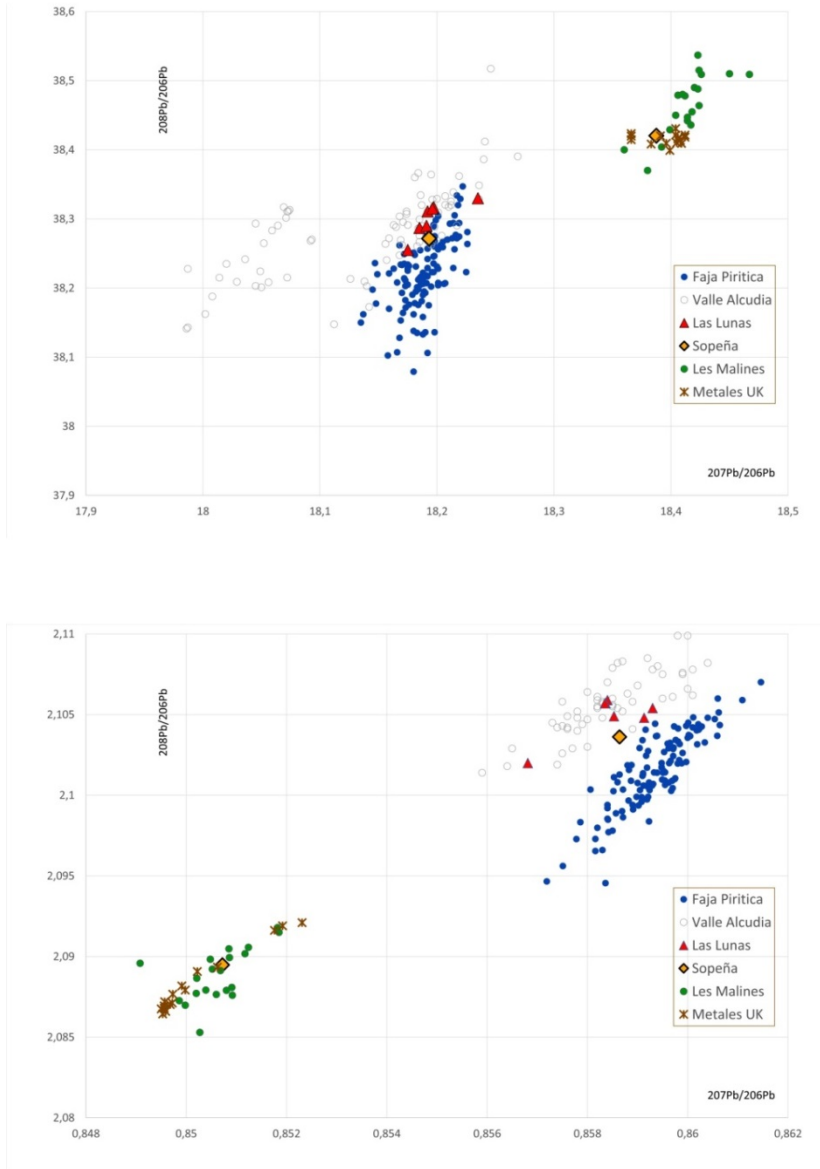 38,6
38,5
38,4
38,3
38,2
38,1
38
37,9
208Pb/206Pb
Faja Piritica
Valle Alcudia
Las Lunas
Sopeña
Les Malines
Metales UK
207Pb/206Pb
17,9 18 18,1 18,2 18,3 18,4 18,5
2,11
2,105
2,1
2,095
2,09
2,085
2,08
208Pb/206Pb
Faja Piritica
Valle Alcudia
Las Lunas
Sopeña
Les Malines
Metales UK
207Pb/206Pb
0,848 0,85 0,852 0,854 0,856 0,858 0,86 0,862